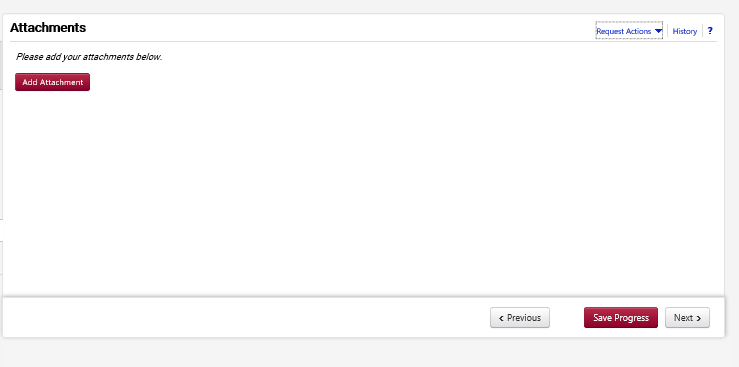 Attachments
Request Actions History ?
Please add your attachments below.
Add Attachment
Previous Save Progress Next